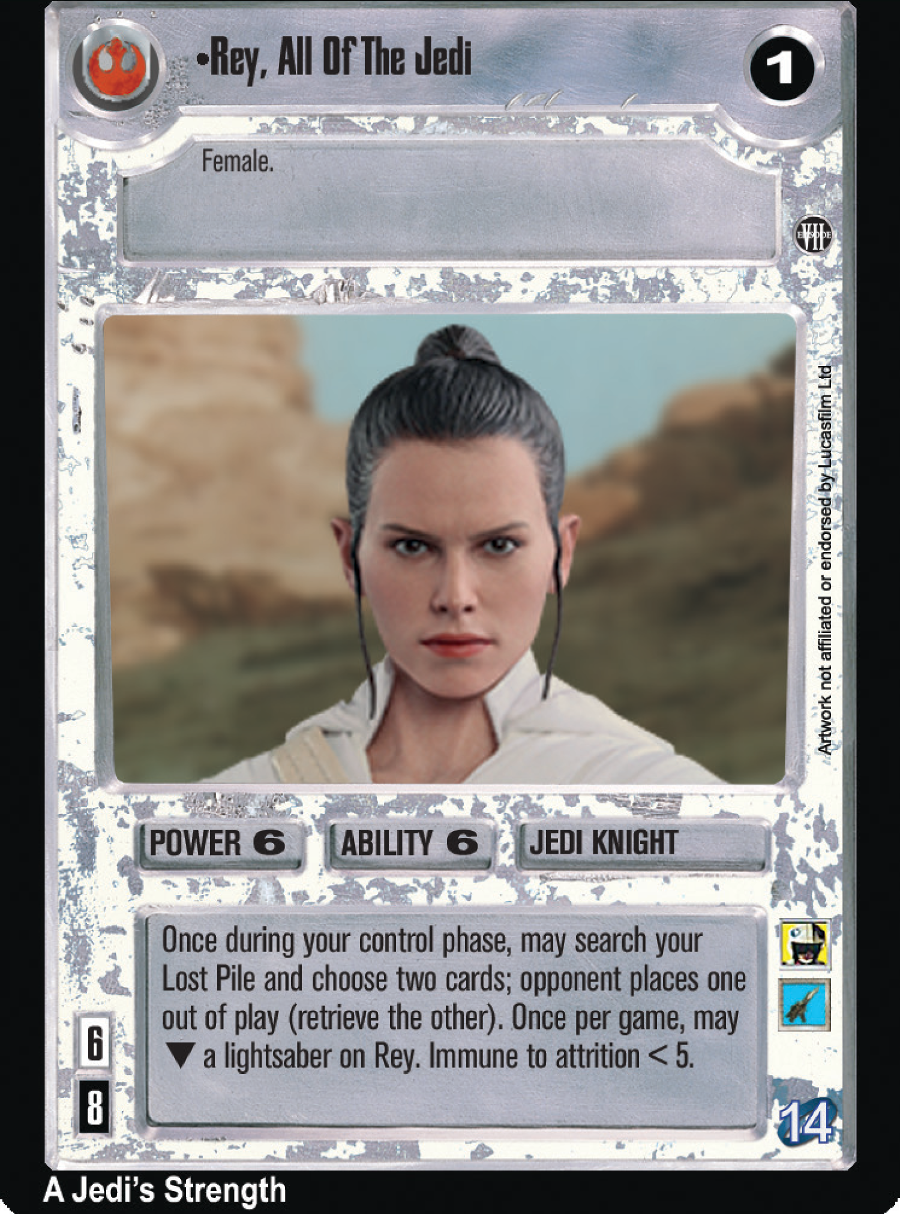 •Rey, All Of The Jedi
1
Female.
EPISODE
VII
Artwork not affiliated or endorsed by Lucasfilm Ltd
POWER 6
ABILITY 6
JEDI KNIGHT
Once during your control phase, may search your
Lost Pile and choose two cards; opponent places one
out of play (retrieve the other). Once per game, may
▼ a lightsaber on Rey. Immune to attrition < 5.
6
8
14
A Jedi's Strength